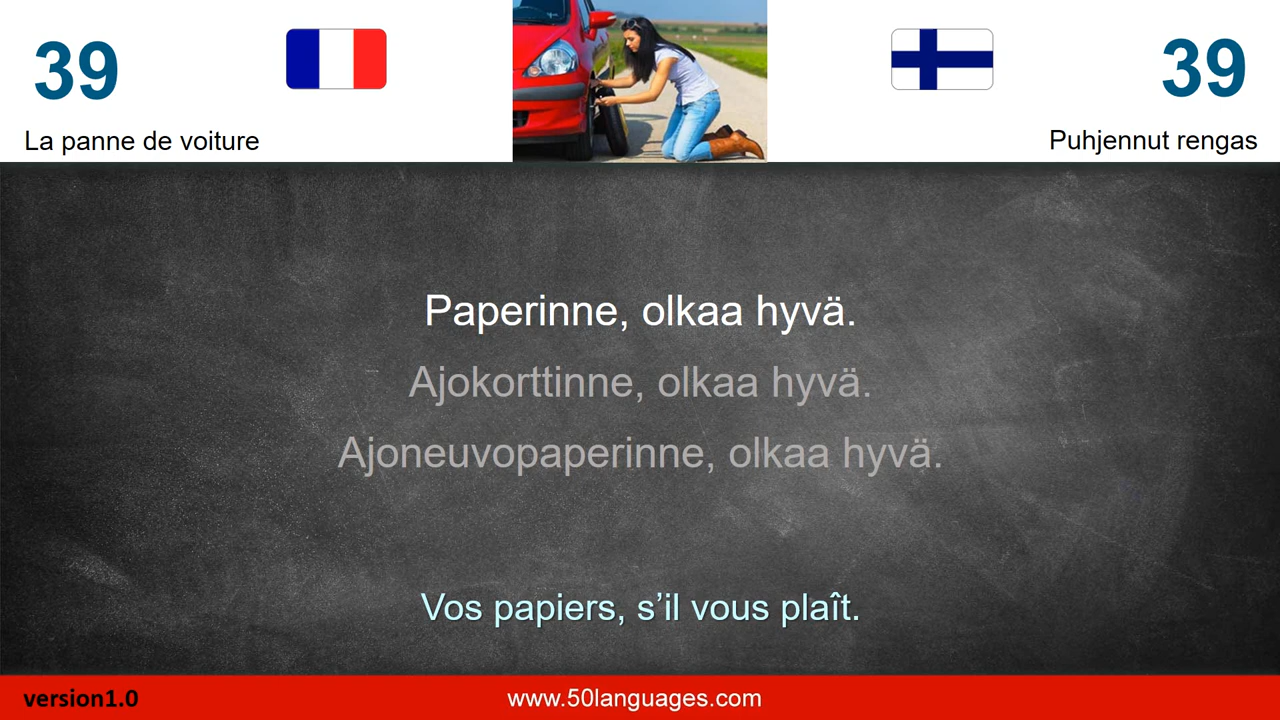 39
39
La panne de voiture
Puhjennut rengas
Paperinne, olkaa hyvä.
Ajokorttinne, olkaa hyvä.
Ajoneuvopaperinne, olkaa hyvä.
Vos papiers, s’il vous plaît.
version1.0
www.50languages.com